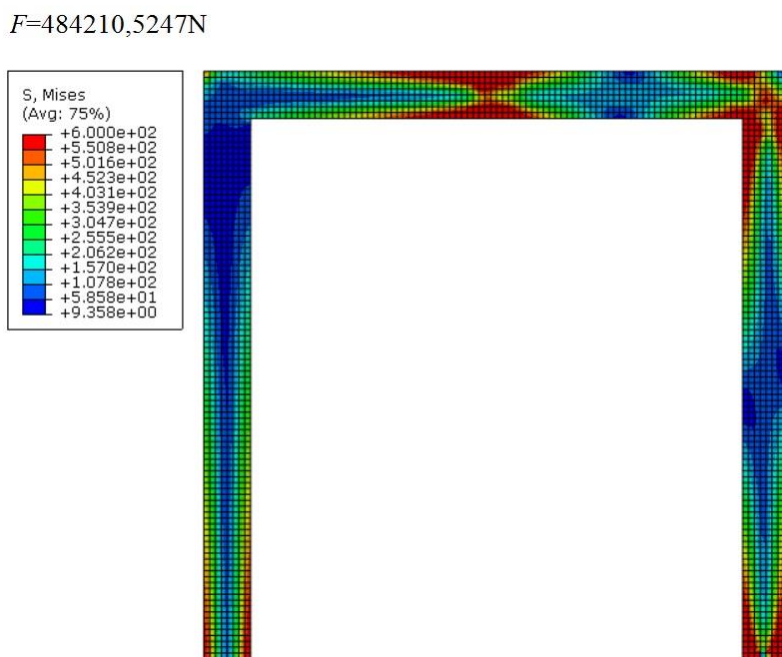 F=484210,5247N
S, Mises
(Avg: 75%)
+6.000e+02
+5.508e+02
+5.016e+02
+4.523e+02
+4.031e+02
+3.539e+02
+3.047e+02
+2.555e+02
+2.062e+02
+1.570e+02
+1.078e+02
+5.858e+01
+9.358e+00